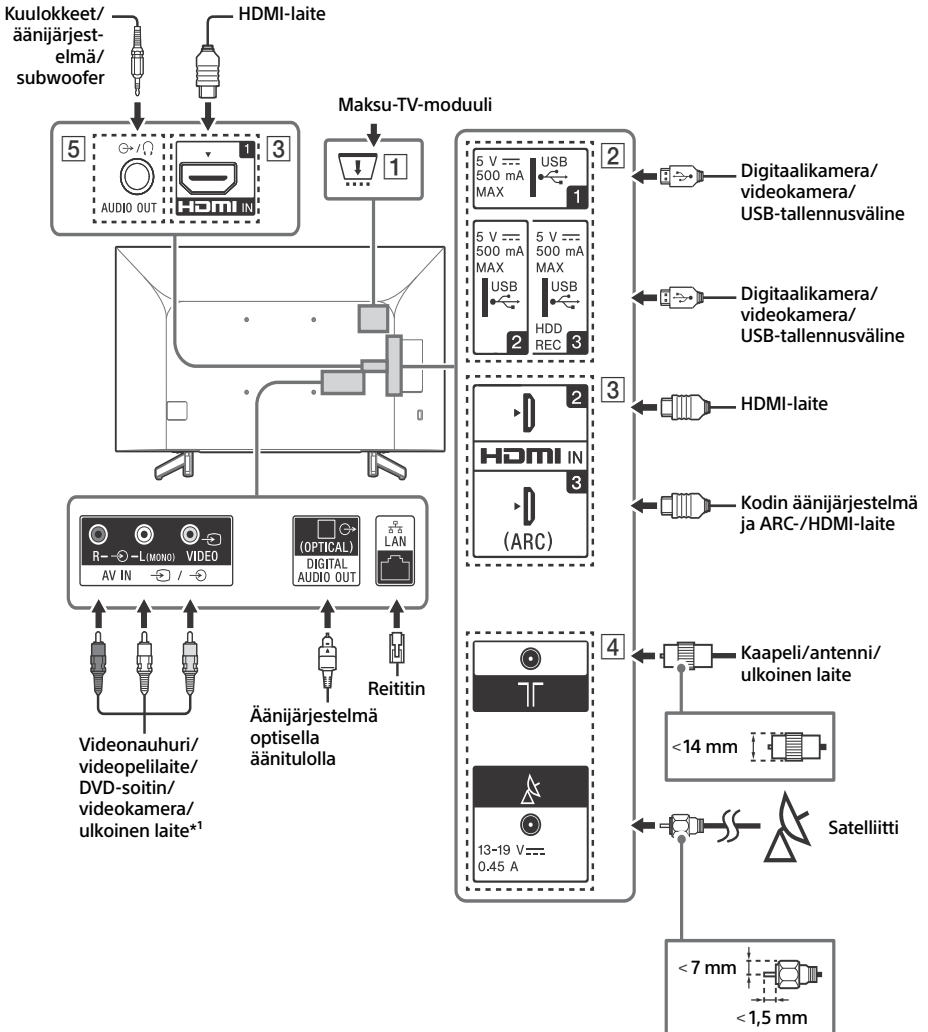 Kuulokkeet/
äänijärjest-
elmä/
subwoofer
HDMI-laite
Maksu-TV-moduuli
5
AUDIO OUT
1
HDMI IN
3
1
5 V
500 mA
MAX
USB
1
2
Digitaalikamera/
videokamera/
USB-tallennusväline
5 V
500 mA
MAX
USB
2
5 V
500 mA
MAX
USB
HDD
REC 3
Digitaalikamera/
videokamera/
USB-tallennusväline
2
HDMI IN
3
(ARC)
3
HDMI-laite
Kodin äänijärjestelmä
ja ARC-/HDMI-laite
R- -L(MONO) VIDEO
AV IN /
(OPTICAL)
DIGITAL
AUDIO OUT
LAN
Videonauhuri/
videopelilaite/
DVD-soitin/
videokamera/
ulkoinen laite*¹
Äänijärjestelmä
optisella
äänitulolla
Reititin
4
Kaapeli/antenni/
ulkoinen laite
<14 mm
13-19 V
0.45 A
Satelliitti
<7 mm
<1,5 mm